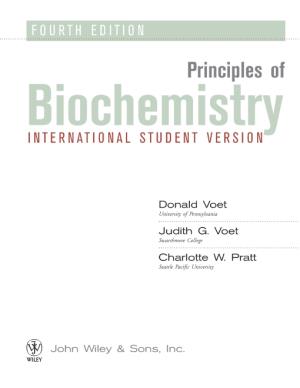 FOURTH EDITION
Principles of
Biochemistry
INTERNATIONAL STUDENT VERSION
Donald Voet
University of Pennsylvania
Judith G. Voet
Swarthmore College
Charlotte W. Pratt
Seattle Pacific University
John Wiley & Sons, Inc.
WILEY